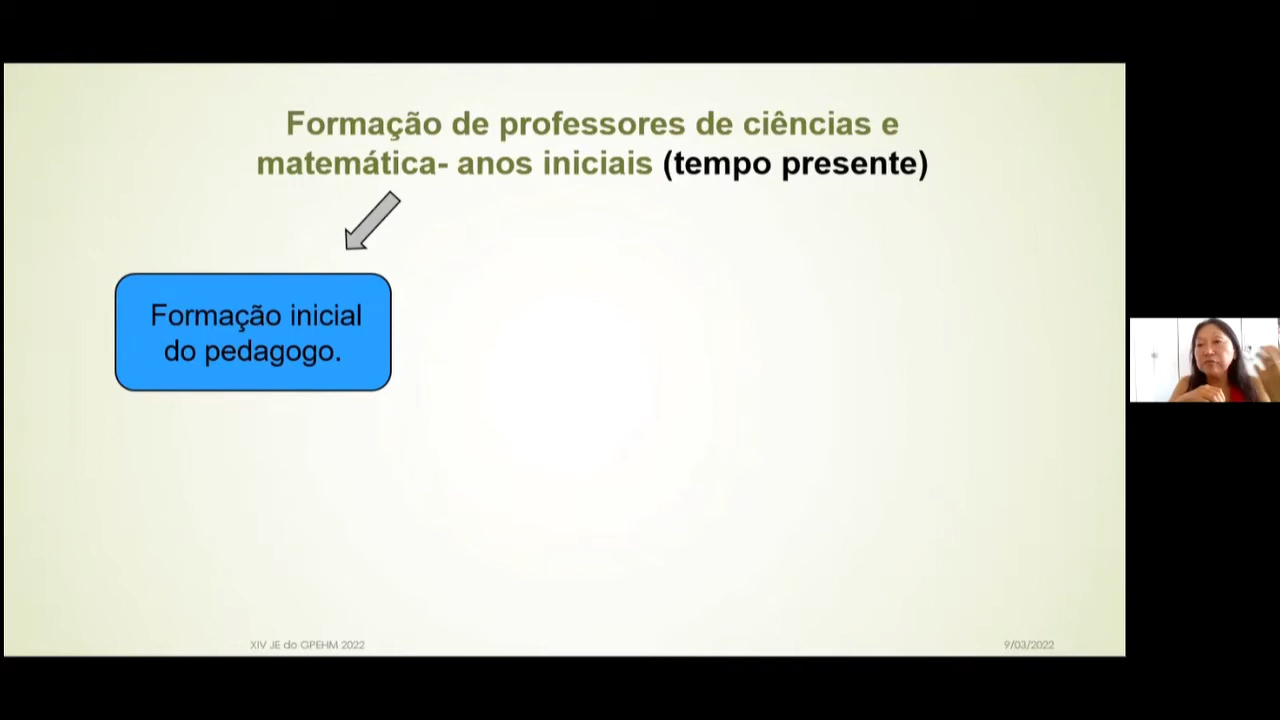 Formação de professores de ciências e
matemática- anos iniciais (tempo presente)
Formação inicial
do pedagogo.
XIV JE do GPEHM 2022
9/03/2022